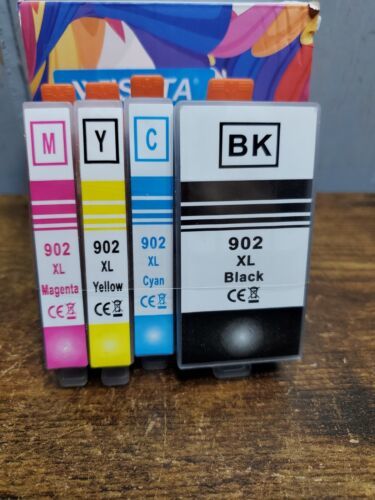 M
902
XL
Magenta
CE
Y
902
XL
Yellow
CE
C
902
XL
Cyan
CE
BK
902
XL
Black
CE